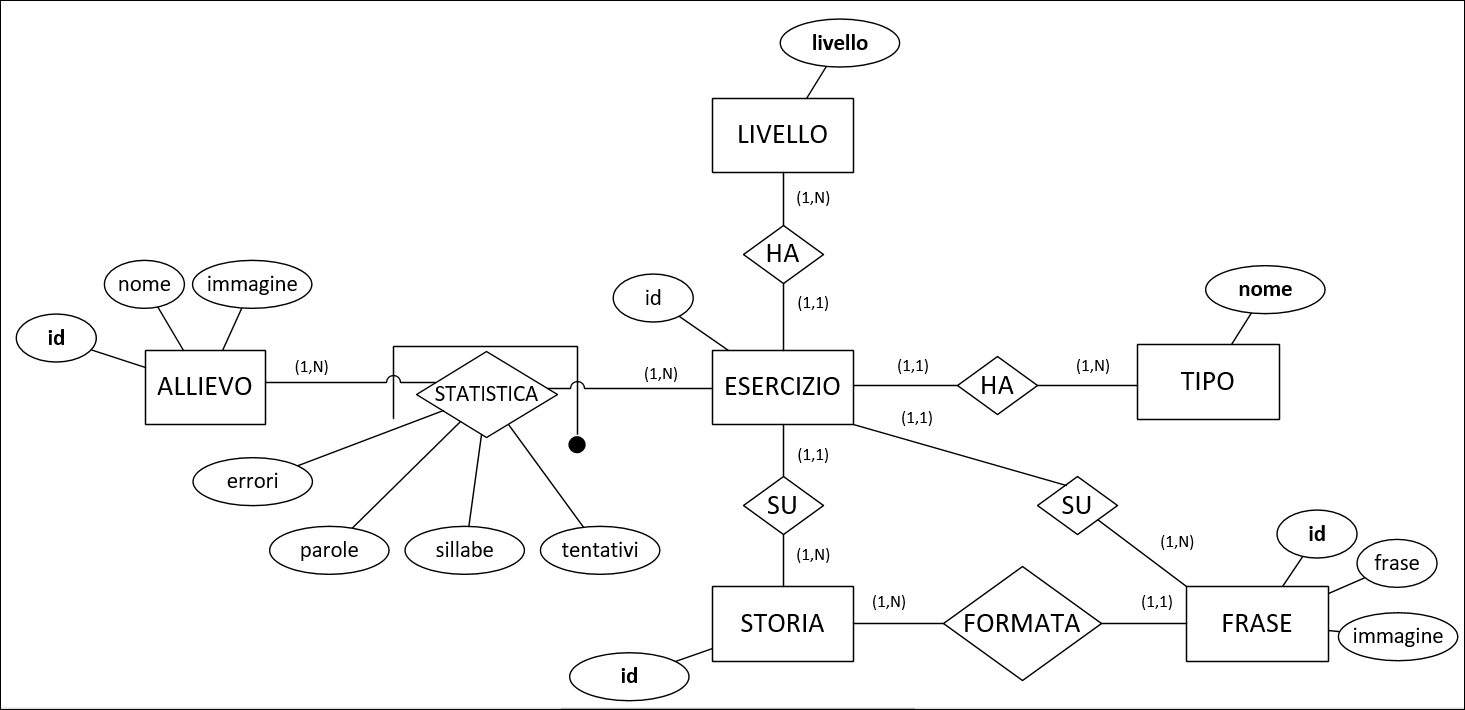 livello
LIVELLO
(1,N)
HA
(1,1)
id
nome
immagine
id
ALLIEVO
(1,N)
STATISTICA
(1,N)
ESERCIZIO
(1,1)
HA
(1,N)
nome
TIPO
errori
parole
sillabe
tentativi
(1,1)
SU
(1,N)
(1,1)
SU
(1,N)
STORIA
id
(1,N)
FORMATA
(1,1)
FRASE
id
frase
immagine